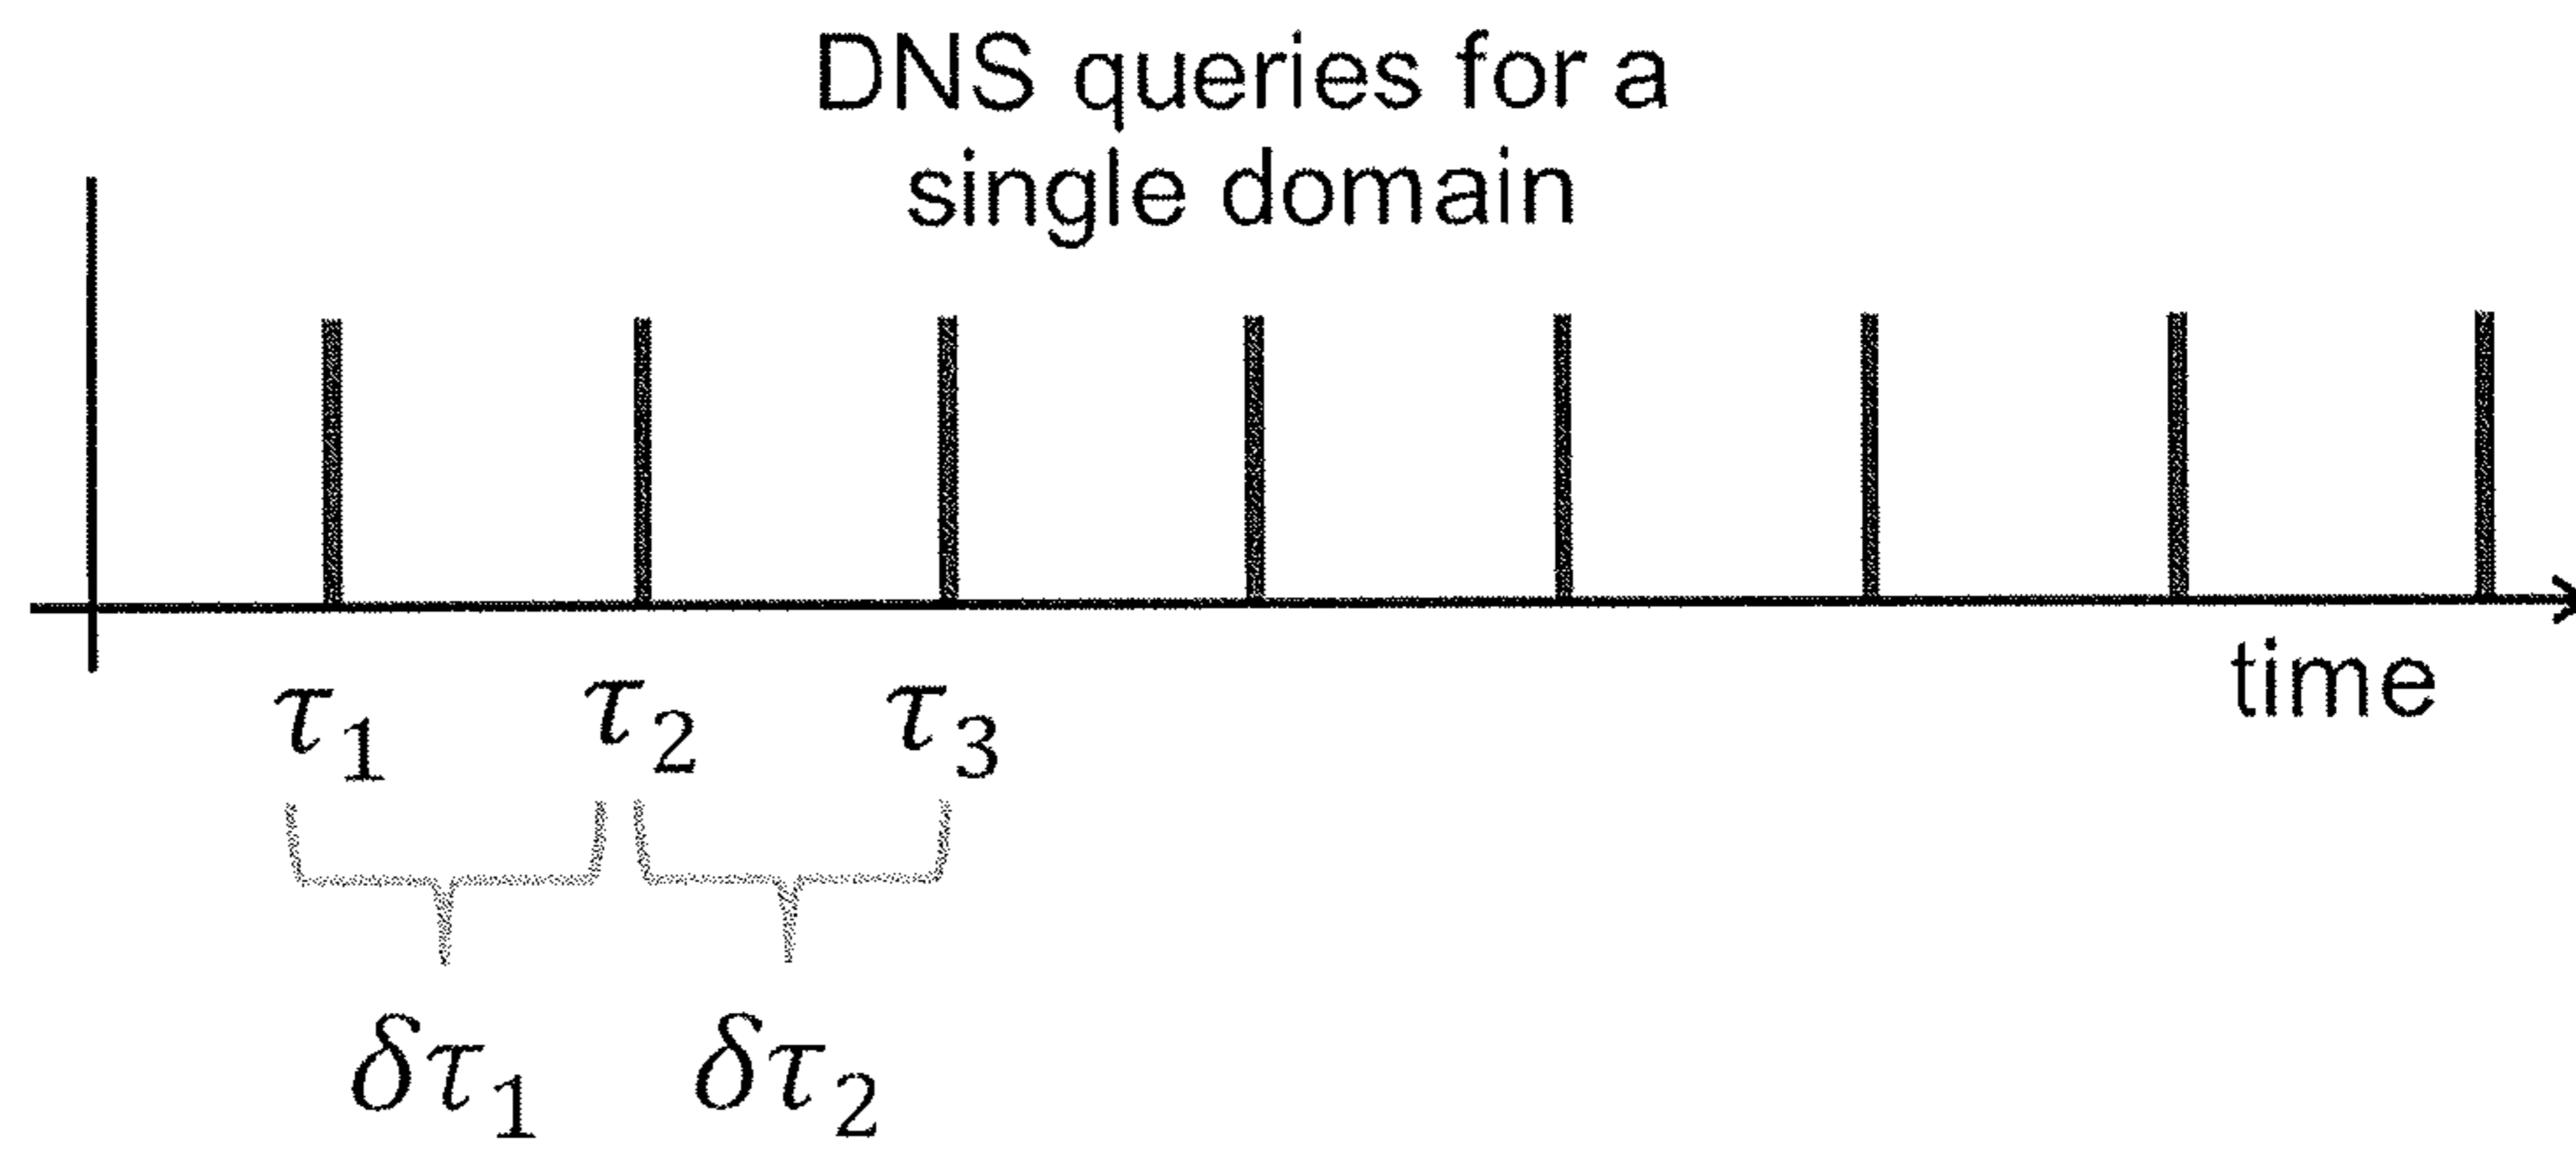 DNS queries for a
single domain
τ1 τ2 τ3
time
δτ1 δτ2